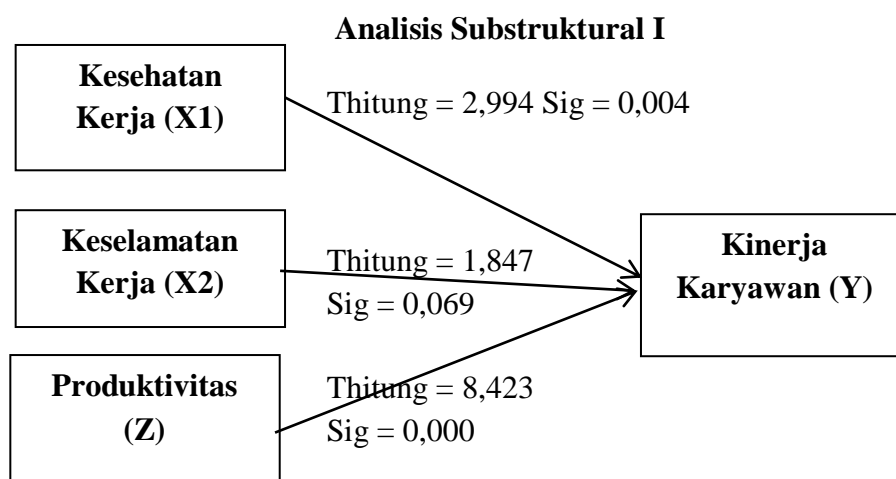 Analisis Substruktural I
Kesehatan
Kerja (X1)
Thitung = 2,994 Sig = 0,004
Keselamatan
Kerja (X2)
Thitung = 1,847
Sig = 0,069
Kinerja
Karyawan (Y)
Produktivitas
(Z)
Thitung = 8,423
Sig = 0,000